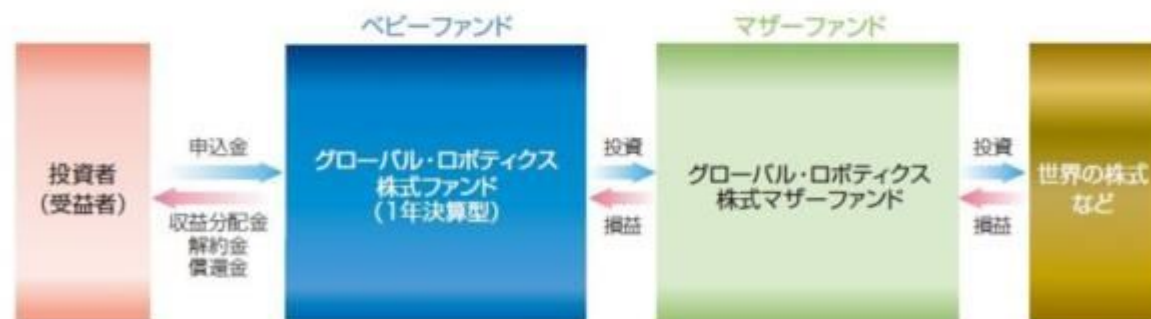 ベビーファンド
マザーファンド
投資者
(受益者)
申込金
収益分配金
解約金
償還金
グローバル・ロボティクス
株式ファンド
(1年決算型)
投資
損益
グローバル・ロボティクス
株式マザーファンド
投資
損益
世界の株式
など